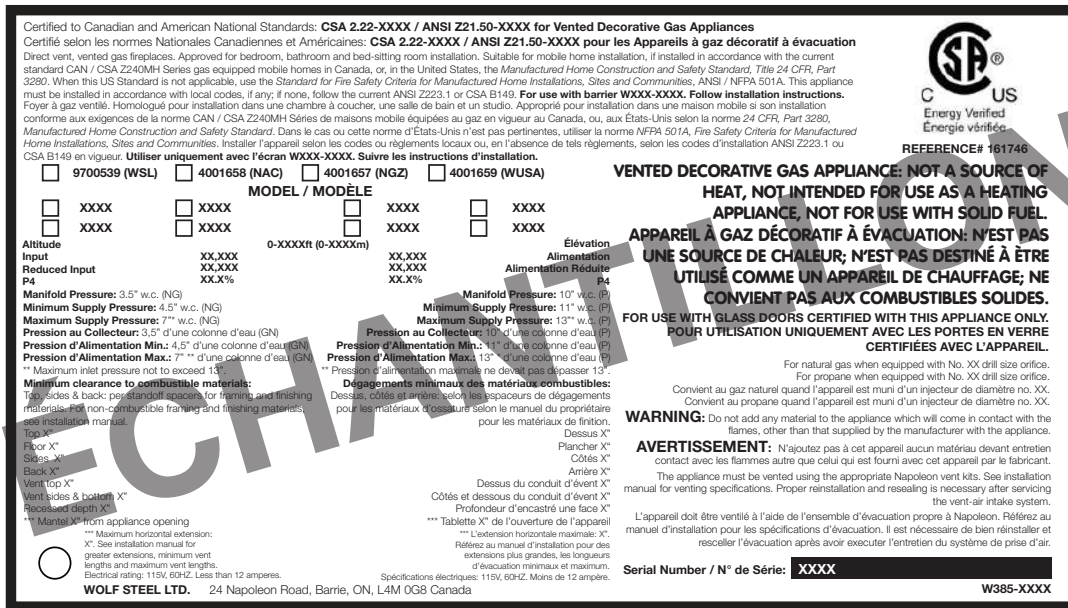 Certified to Canadian and American National Standards: CSA 2.22-XXXX / ANSI Z21.50-XXXX for Vented Decorative Gas Appliances
Certifié selon les normes Nationales Canadiennes et Américaines: CSA 2.22-XXXX / ANSI Z21.50-XXXX pour les Appareils à gaz décoratif à évacuation
Direct vent, vented gas fireplaces. Approved for bedroom, bathroom and bed-sitting room installation. Suitable for mobile home installation, if installed in accordance with the current
standard CAN / CSA Z240MH Series gas equipped mobile homes in Canada, or, in the United States, the Manufactured Home Construction and Safety Standard, Title 24 CFR, Part
3280. When this US Standard is not applicable, use the Standard for Fire Safety Criteria for Manufactured Home Installations, Sites and Communities, ANSI / NFPA 501A. This appliance
must be installed in accordance with local codes, if any; if none, follow the current ANSI Z223.1 or CSA B149. For use with barrier WXXX-XXXX. Follow installation instructions.
Foyer à gaz ventilé. Homologué pour installation dans une chambre à coucher, une salle de bain et un studio. Approprié pour installation dans une maison mobile si son installation
conforme aux exigences de la norme CAN / CSA Z240MH Séries de maisons mobile équipées au gaz en vigueur au Canada, ou, aux États-Unis selon la norme 24 CFR, Part 3280,
Manufactured Home Construction and Safety Standard. Dans le cas ou cette norme d'États-Unis n'est pas pertinentes, utiliser la norme NFPA 501A, Fire Safety Criteria for Manufactured
Home Installations, Sites and Communities. Installer l'appareil selon les codes ou règlements locaux ou, en l'absence de tels règlements, selon les codes d'installation ANSI Z223.1 ou
CSA B149 en vigueur. Utiliser uniquement avec l'écran WXXX-XXXX. Suivre les instructions d'installation.
9700539 (WSL) 4001658 (NAC) 4001657 (NGZ) 4001659 (WUSA)
MODEL / MODÈLE
XXXX XXXX XXXX XXXX
XXXX XXXX XXXX XXXX
Altitude 0-XXXXft (0-XXXXm) Élévation
Input XX,XXX XX,XXX Alimentation
Reduced Input XX,XXX XX,XXX Alimentation Réduite
P4 XX.X% XX.X% P4
Manifold Pressure: 3.5" w.c. (NG) Manifold Pressure: 10" w.c. (P)
Minimum Supply Pressure: 4.5" w.c. (NG) Minimum Supply Pressure: 11" w.c. (P)
Maximum Supply Pressure: 7"* w.c. (NG) Maximum Supply Pressure: 13"* w.c. (P)
Pression au Collecteur: 3,5" d'une colonne d'eau (GN) Pression au Collecteur: 10" d'une colonne d'eau (P)
Pression d'Alimentation Min.: 4,5" d'une colonne d'eau (GN) Pression d'Alimentation Min.: 11" d'une colonne d'eau (P)
Pression d'Alimentation Max.: 7" ** d'une colonne d'eau (GN) Pression d'Alimentation Max.: 13" * d'une colonne d'eau (P)
** Maximum inlet pressure not to exceed 13". ** Pression d'alimentation maximale ne devait pas dépasser 13".
Minimum clearance to combustible materials: Dégagements minimaux des matériaux combustibles:
Top, sides & back: per standoff spacers for framing and finishing Dessus, côtés et arrière: selon les espaceurs de dégagements
materials. For non-combustible framing and finishing materials, pour les matériaux d'ossature selon le manuel du propriétaire
see installation manual. pour les matériaux de finition.
Top X" Dessus X"
Floor X" Plancher X"
Sides X" Côtés X"
Back X" Arrière X"
Vent top X" Dessus du conduit d'évent X"
Vent sides & bottom X" Côtés et dessous du conduit d'évent X"
Recessed depth X" Profondeur d'encastré une face X"
*** Mantel X" from appliance opening *** Tablette X" de l'ouverture de l'appareil
*** Maximum horizontal extension: *** L'extension horizontale maximale: X".
X". See installation manual for Référez au manuel d'installation pour des
greater extensions, minimum vent extensions plus grandes, les longueurs
lengths and maximum vent lengths. d'évacuation minimaux et maximum.
Electrical rating: 115V, 60HZ. Less than 12 amperes. Spécifications électriques: 115V, 60HZ. Moins de 12 ampère.
WOLF STEEL LTD. 24 Napoleon Road, Barrie, ON, L4M 0G8 Canada
CSA ®
C US
Energy Verified
Énergie vérifiée
REFERENCE# 161746
VENTED DECORATIVE GAS APPLIANCE: NOT A SOURCE OF
HEAT, NOT INTENDED FOR USE AS A HEATING
APPLIANCE, NOT FOR USE WITH SOLID FUEL.
APPAREIL À GAZ DÉCORATIF À ÉVACUATION: N'EST PAS
UNE SOURCE DE CHALEUR; N'EST PAS DESTINÉ À ÈTRE
UTILISÉ COMME UN APPAREIL DE CHAUFFAGE; NE
CONVIENT PAS AUX COMBUSTIBLES SOLIDES.
FOR USE WITH GLASS DOORS CERTIFIED WITH THIS APPLIANCE ONLY.
POUR UTILISATION UNIQUEMENT AVEC LES PORTES EN VERRE
CERTIFIÉES AVEC L'APPAREIL.
For natural gas when equipped with No. XX drill size orifice.
For propane when equipped with No. XX drill size orifice.
Convient au gaz naturel quand l'appareil est muni d'un injecteur de diamètre no. XX.
Convient au propane quand l'appareil est muni d'un injecteur de diamètre no. XX.
WARNING: Do not add any material to the appliance which will come in contact with the
flames, other than that supplied by the manufacturer with the appliance.
AVERTISSEMENT: N'ajoutez pas à cet appareil aucun matériau devant entretien
contact avec les flammes autre que celui qui est fourni avec cet appareil par le fabricant.
The appliance must be vented using the appropriate Napoleon vent kits. See installation
manual for venting specifications. Proper reinstallation and resealing is necessary after servicing
the vent-air intake system.
L'appareil doit être ventilé à l'aide de l'ensemble d'évacuation propre à Napoleon. Référez au
manuel d'installation pour les spécifications d'évacuation. Il est nécessaire de bien réinstaller et
resceller l'évacuation après avoir executer l'entretien du système de prise d'air.
Serial Number / N° de Série: XXXX
W385-XXXX
ÉCHANTILLON